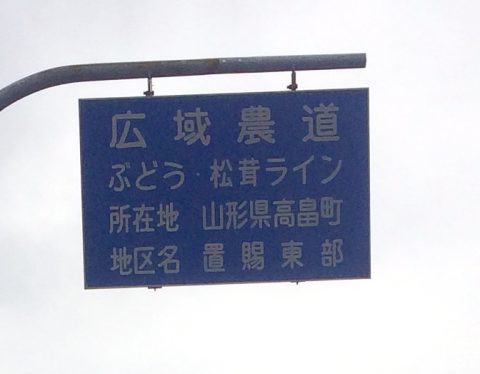 広域農道
ぶどう・松茸ライン
所在地 山形県高畠町
地区名 置賜東部